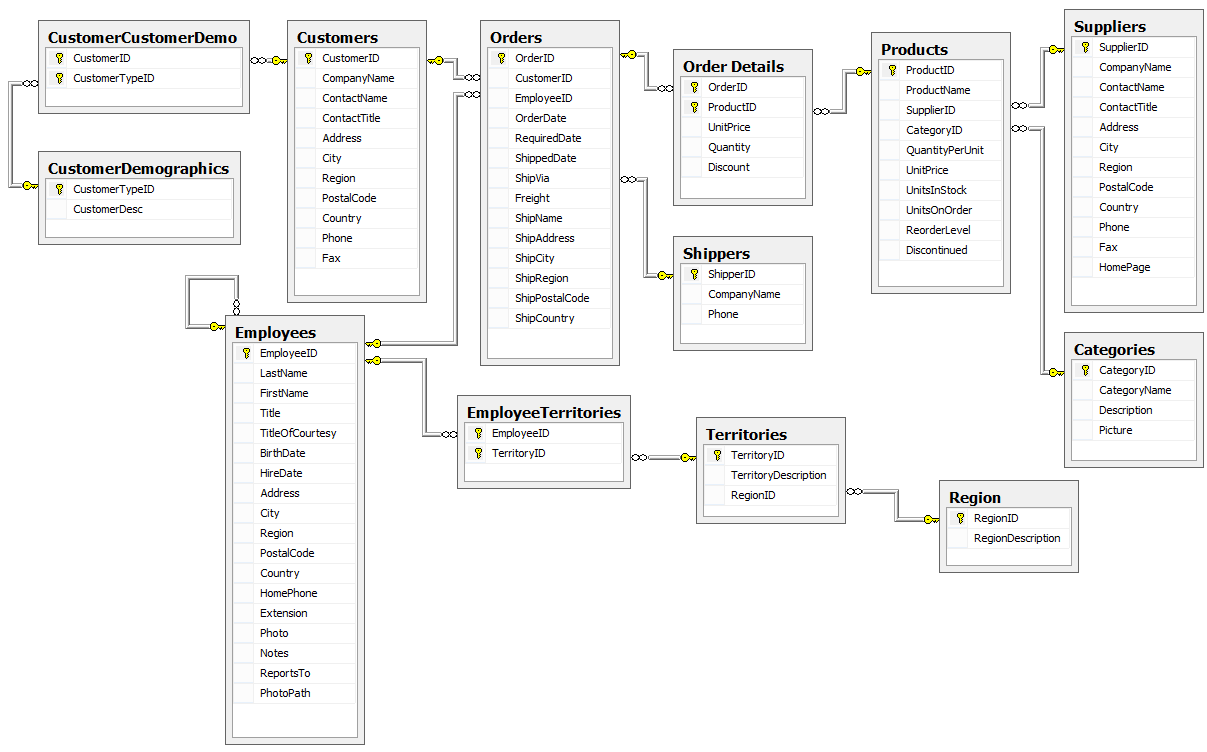 CustomerCustomerDemo
CustomerID
CustomerTypeID
CustomerDemographics
CustomerTypeID
CustomerDesc
Customers
CustomerID
CompanyName
ContactName
ContactTitle
Address
City
Region
PostalCode
Country
Phone
Fax
Orders
OrderID
CustomerID
EmployeeID
OrderDate
RequiredDate
ShippedDate
ShipVia
Freight
ShipName
ShipAddress
ShipCity
ShipRegion
ShipPostalCode
ShipCountry
Order Details
OrderID
ProductID
UnitPrice
Quantity
Discount
Shippers
ShipperID
CompanyName
Phone
Products
ProductID
ProductName
SupplierID
CategoryID
QuantityPerUnit
UnitPrice
UnitsInStock
UnitsOnOrder
ReorderLevel
Discontinued
Suppliers
SupplierID
CompanyName
ContactName
ContactTitle
Address
City
Region
PostalCode
Country
Phone
Fax
HomePage
Categories
CategoryID
CategoryName
Description
Picture
Employees
EmployeeID
LastName
FirstName
Title
TitleOfCourtesy
BirthDate
HireDate
Address
City
Region
PostalCode
Country
HomePhone
Extension
Photo
Notes
ReportsTo
PhotoPath
EmployeeTerritories
EmployeeID
TerritoryID
Territories
TerritoryID
TerritoryDescription
RegionID
Region
RegionID
RegionDescription